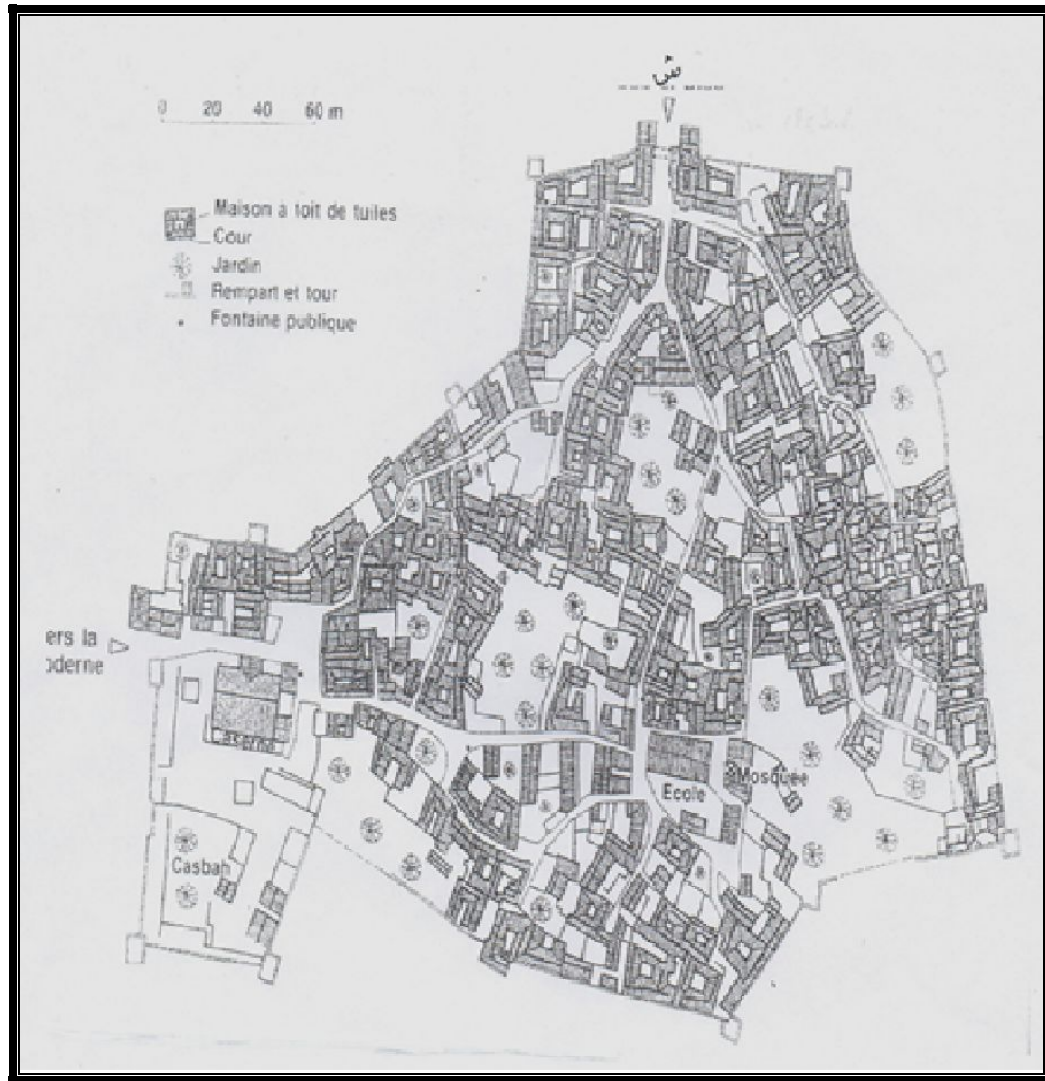 ش
0 20 40 60 m
Maison à toit de tuiles
Cour
Jardin
Rempart et tour
Fontaine publique
ers la
oderne
Mosquée
Ecole
Casbah